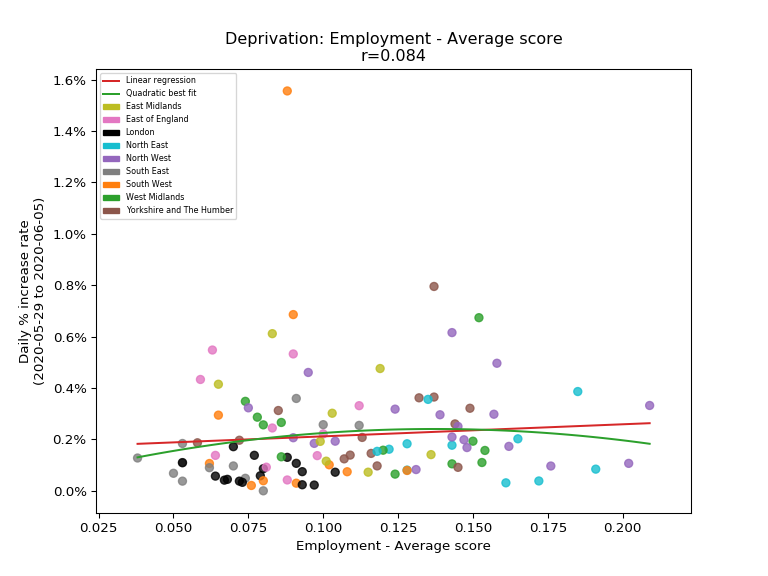 Deprivation: Employment - Average score
r=0.084
1.6%
1.4%
1.2%
1.0%
0.8%
0.6%
0.4%
0.2%
0.0%
Daily % increase rate
(2020-05-29 to 2020-06-05)
Linear regression
Quadratic best fit
East Midlands
East of England
London
North East
North West
South East
South West
West Midlands
Yorkshire and The Humber
0.025 0.050 0.075 0.100 0.125 0.150 0.175 0.200
Employment - Average score